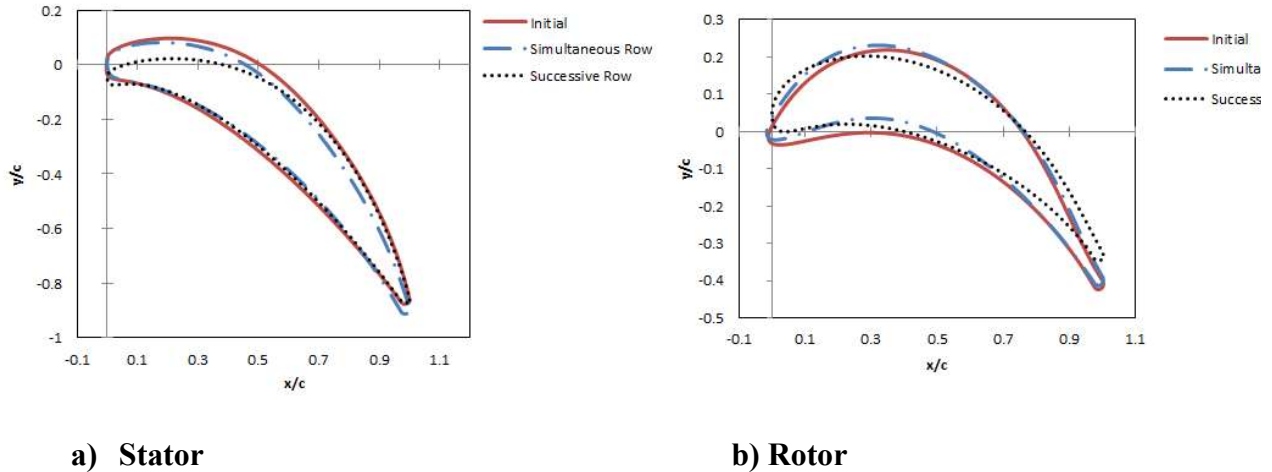 0.2
0
-0.2
-0.4
-0.6
-0.8
-1
-0.1 0.1 0.3 0.5 0.7 0.9 1.1
y/c
x/c
Initial
Simultaneous Row
Successive Row
a) Stator
0.3
0.2
0.1
0
-0.1
-0.2
-0.3
-0.4
-0.5
-0.1 0.1 0.3 0.5 0.7 0.9 1.1
y/c
x/c
Initial
Simulta
Success
b) Rotor